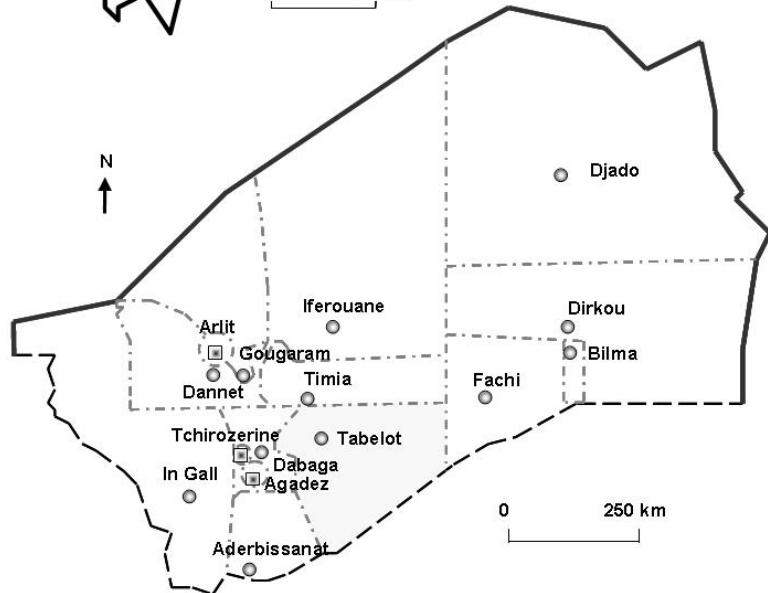 Djado
N
Iferouane
Dirkou
Arlit
Gougaram
Bilma
Dannet
Timia
Fachi
Tchirozerine
Tabelot
Dabaga
In Gall
Agadez
0 250 km
Aderbissanat